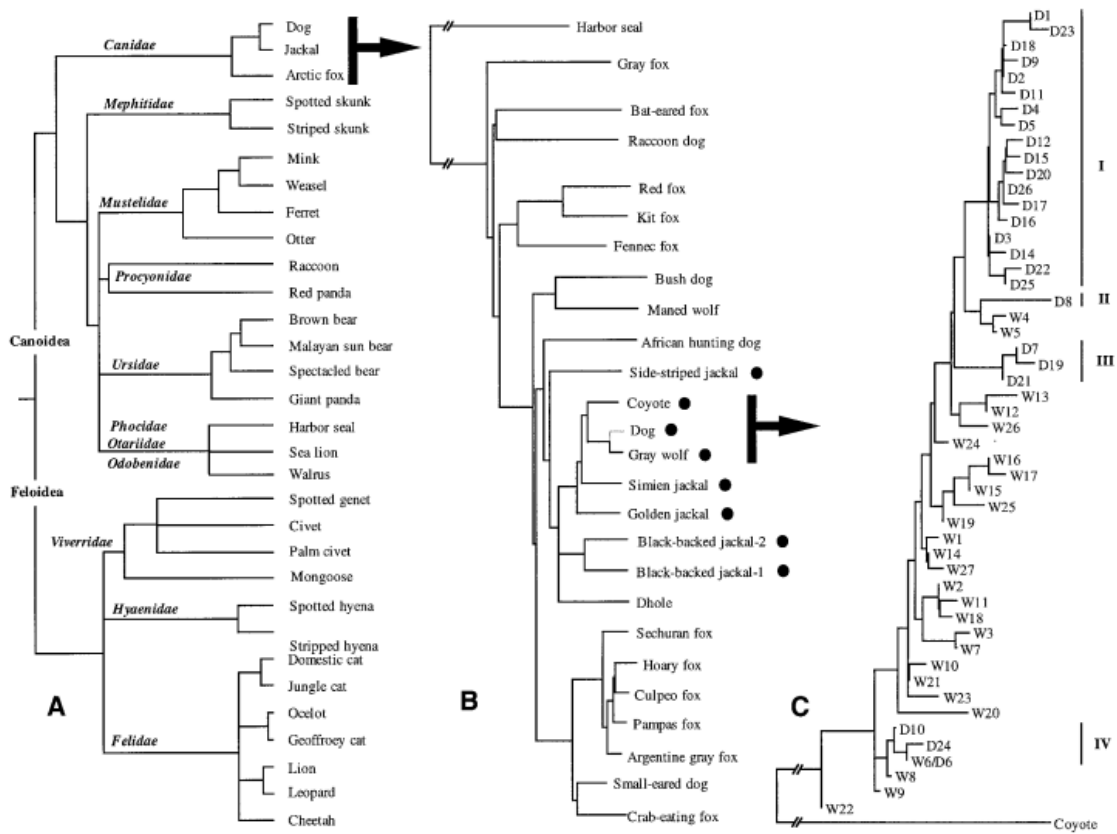 Canoidea
Feloidea
Canidae
Dog
Jackal
Arctic fox
Mephitidae
Spotted skunk
Striped skunk
Mustelidae
Mink
Weasel
Ferret
Otter
Procyonidae
Raccoon
Red panda
Ursidae
Brown bear
Malayan sun bear
Spectacled bear
Giant panda
Phocidae
Otariidae
Odobenidae
Harbor seal
Sea lion
Walrus
Viverridae
Spotted genet
Civet
Palm civet
Mongoose
Hyaenidae
Spotted hyena
Stripped hyena
Felidae
Domestic cat
Jungle cat
Ocelot
Geoffroey cat
Lion
Leopard
Cheetah
A
Harbor seal
Gray fox
Bat-eared fox
Raccoon dog
Red fox
Kit fox
Fennec fox
Bush dog
Maned wolf
African hunting dog
Side-striped jackal
Coyote
Dog
Gray wolf
Simien jackal
Golden jackal
Black-backed jackal-2
Black-backed jackal-1
Dhole
Sechuran fox
Hoary fox
Culpeo fox
Pampas fox
Argentine gray fox
Small-eared dog
Crab-eating fox
B
D1
D23
D18
D9
D2
D11
D4
D5
D12
D15
D20
D26
D17
D16
D3
D14
D22
D25
I
D8
II
W4
W5
D7
D19
D21
III
W13
W12
W26
W24
W16
W17
W15
W25
W19
W1
W14
W27
W2
W11
W18
W3
W7
W10
W21
W23
W20
D10
D24
W6/D6
IV
W8
W9
W22
Coyote
C